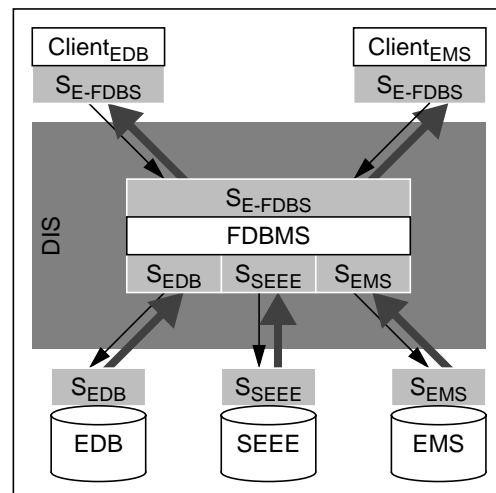 Client_EDB Client_EMS
S_E-FDBS S_E-FDBS
DIS
S_E-FDBS
FDBMS
S_EDB S_SEEE S_EMS
S_EDB S_SEEE S_EMS
EDB SEEE EMS